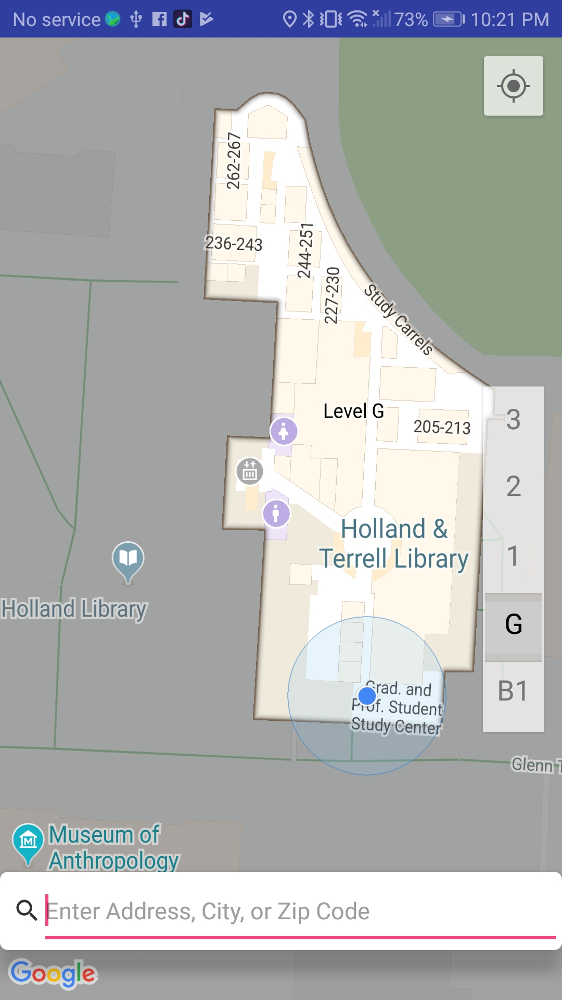 No service 73% 10:21 PM
262-267
236-243
244-251
227-230
Study Carrels
Level G
205-213
3
2
1
G
B1
Holland &
Terrell Library
Holland Library
Grad. and
Prof. Student
Study Center
Glenn T
Museum of
Anthropology
Enter Address, City, or Zip Code
Google